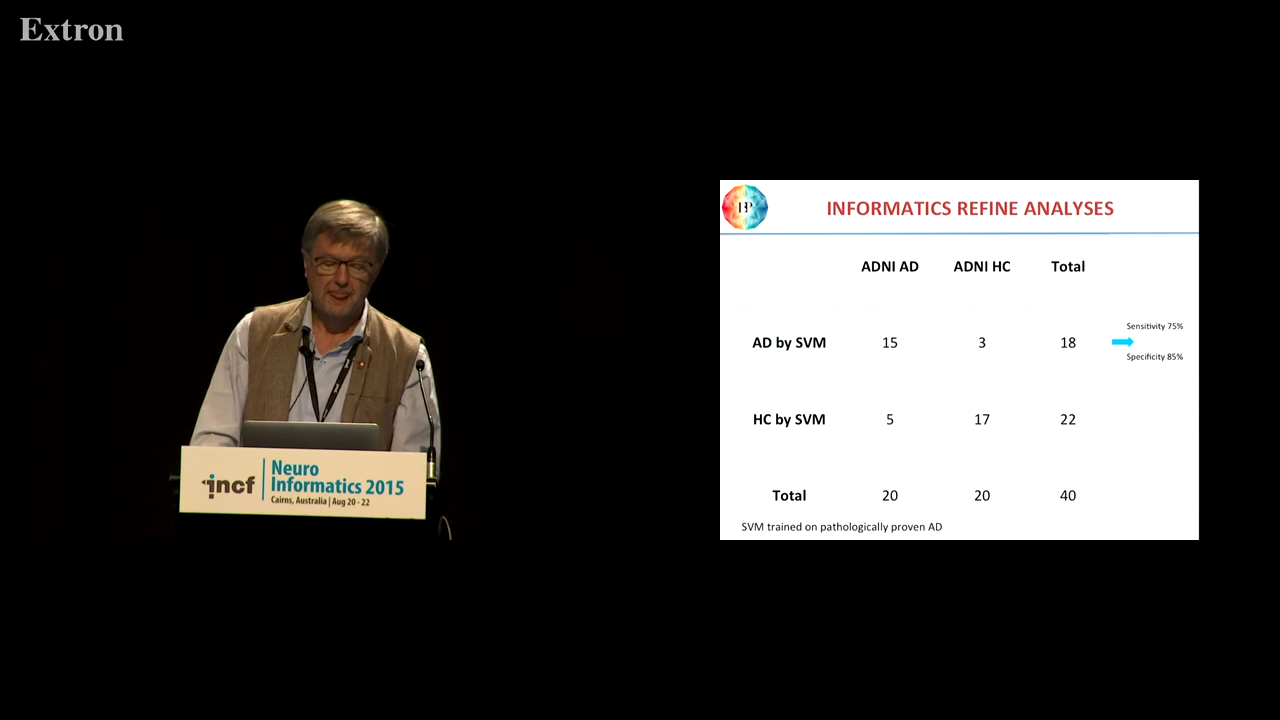 Extron
incf
Neuro
Informatics 2015
Cairns, Australia | Aug 20 - 22
INFORMATICS REFINE ANALYSES
ADNI AD ADNI HC Total
AD by SVM 15 3 18
Sensitivity 75%
Specificity 85%
HC by SVM 5 17 22
Total 20 20 40
SVM trained on pathologically proven AD